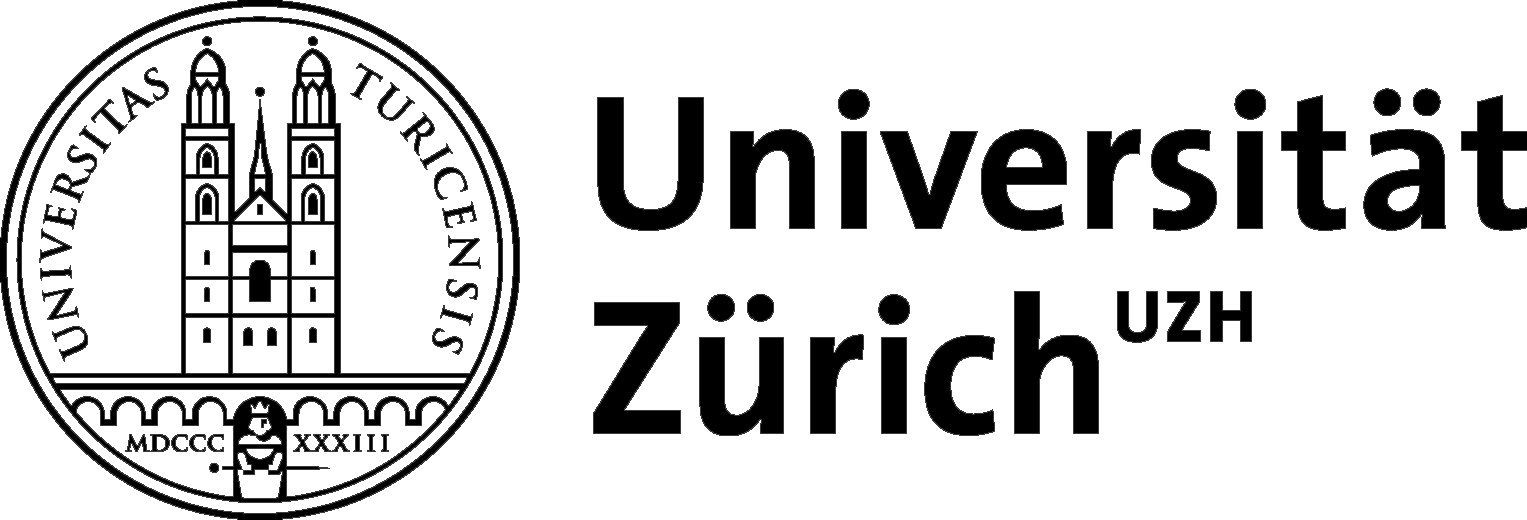 UNIVERSITAS TURICENSIS
MDCCC XXXIII
Universität
Zürich UZH